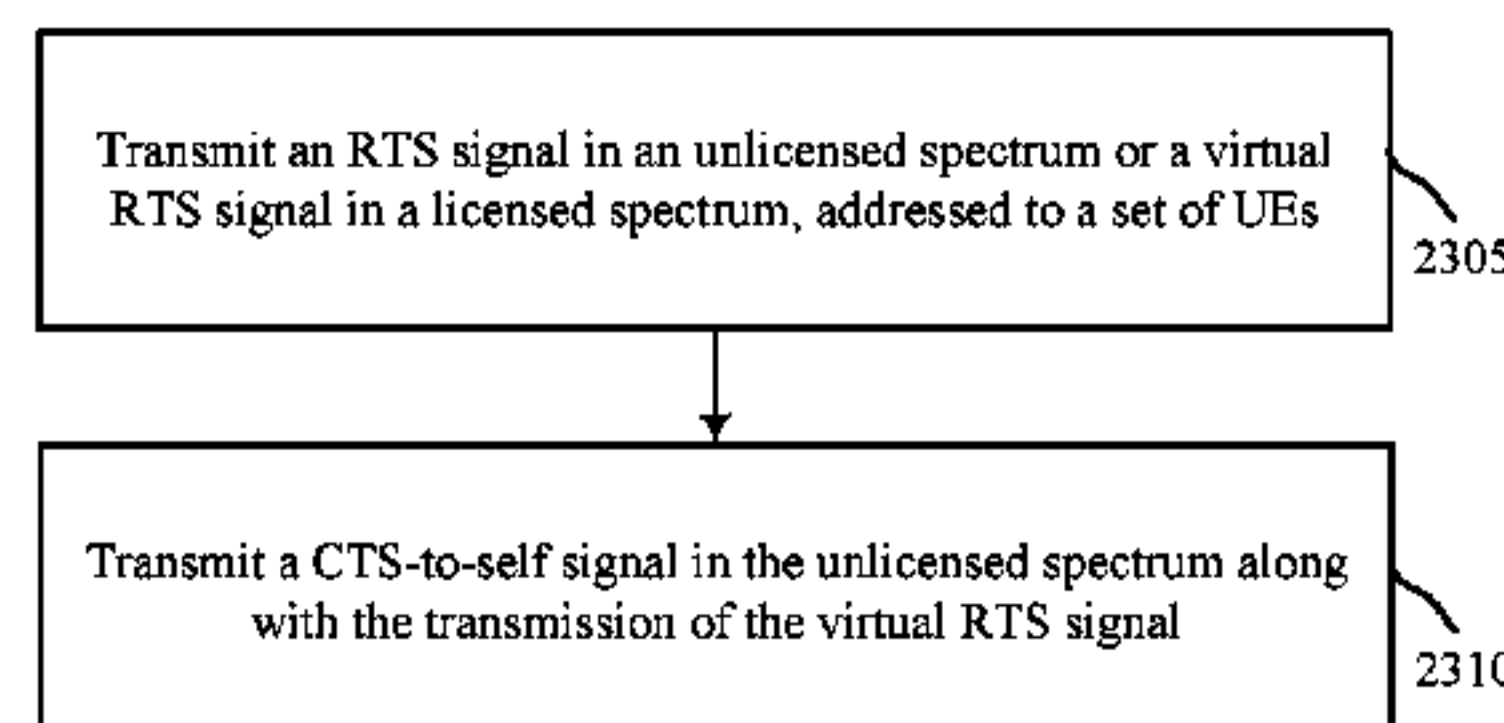 Transmit an RTS signal in an unlicensed spectrum or a virtual
RTS signal in a licensed spectrum, addressed to a set of UEs
2305
Transmit a CTS-to-self signal in the unlicensed spectrum along
with the transmission of the virtual RTS signal
2310